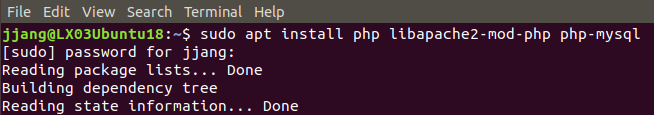 File Edit View Search Terminal Help
jjang@LX03Ubuntu18:~$ sudo apt install php libapache2-mod-php php-mysql
[sudo] password for jjang:
Reading package lists... Done
Building dependency tree
Reading state information... Done